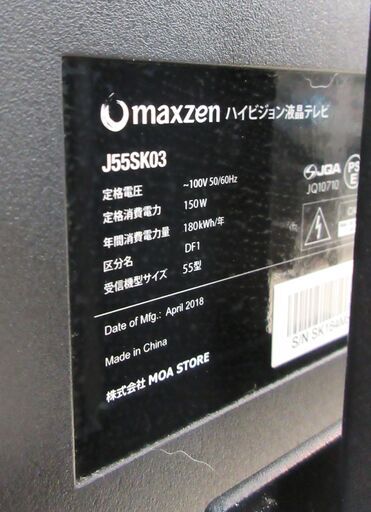 maxzen ハイビジョン液晶テレビ
J55SK03
定格電圧 ~100V 50/60Hz
定格消費電力 150W
年間消費電力量 180kWh/年
区分名 DF1
受信機型サイズ 55型
JQA
JQ10710
PS
E
Date of Mfg.: April 2018
Made in China
株式会社 MOA STORE